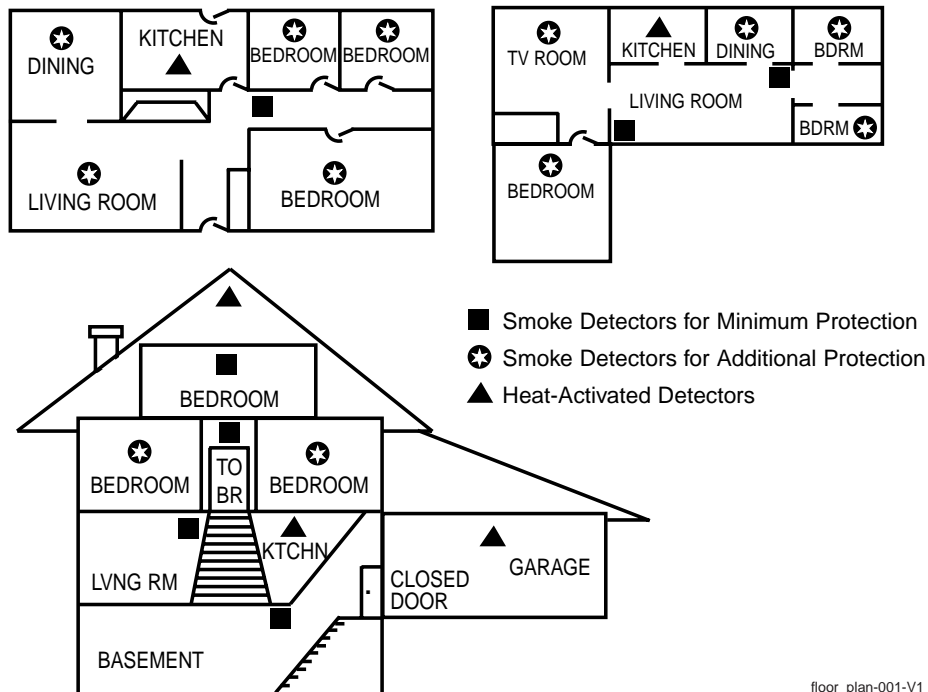 DINING
KITCHEN
BEDROOM
BEDROOM
LIVING ROOM
BEDROOM
TV ROOM
KITCHEN
DINING
BDRM
LIVING ROOM
BDRM
BEDROOM
Smoke Detectors for Minimum Protection
Smoke Detectors for Additional Protection
Heat-Activated Detectors
BEDROOM
BEDROOM
TO
BR
BEDROOM
LVNG RM
KTCHN
CLOSED
DOOR
GARAGE
BASEMENT
floor_plan-001-V1